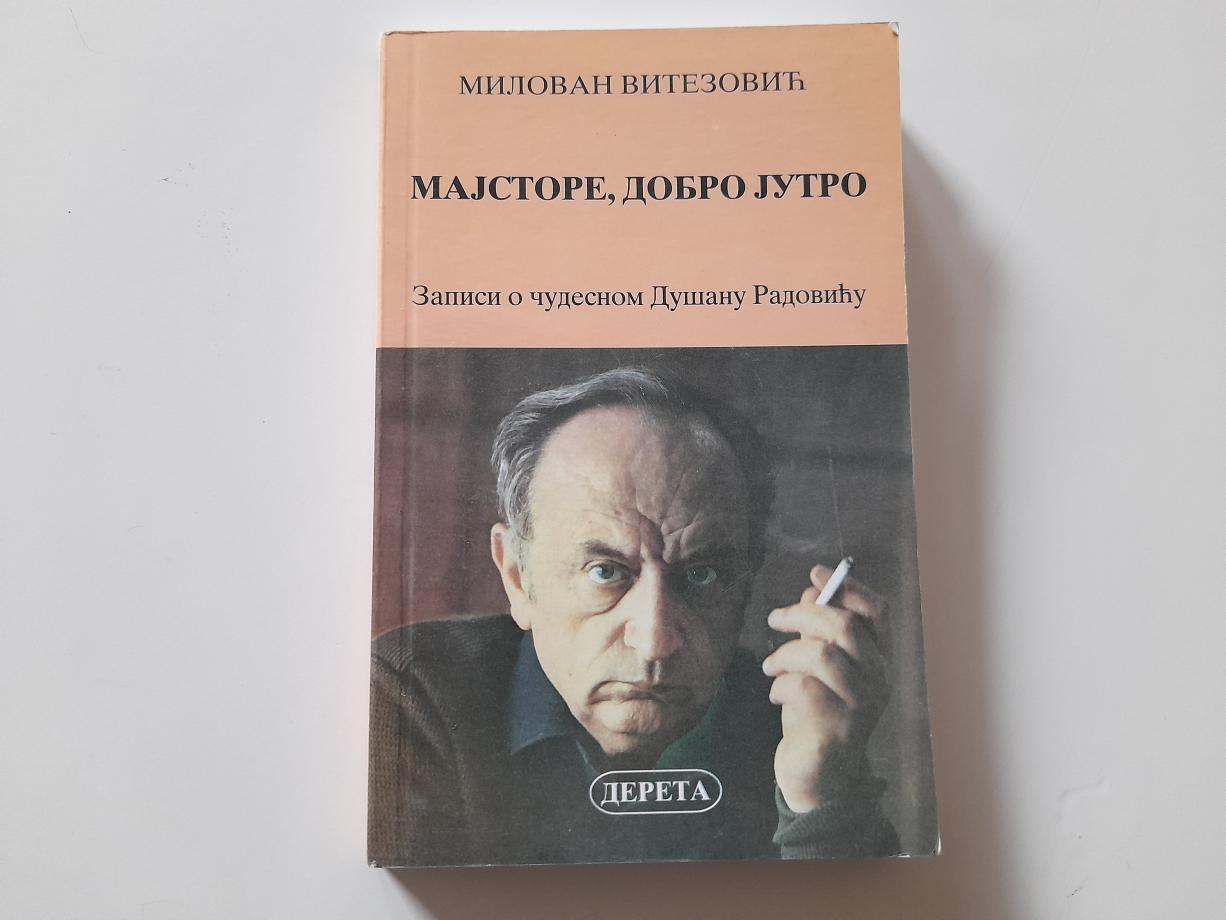 МИЛОВАН ВИТЕЗОВИЋ
МАЈСТОРЕ, ДОБРО ЈУТРО
Записи о чудесном Душану Радовићу
ДЕРЕТА